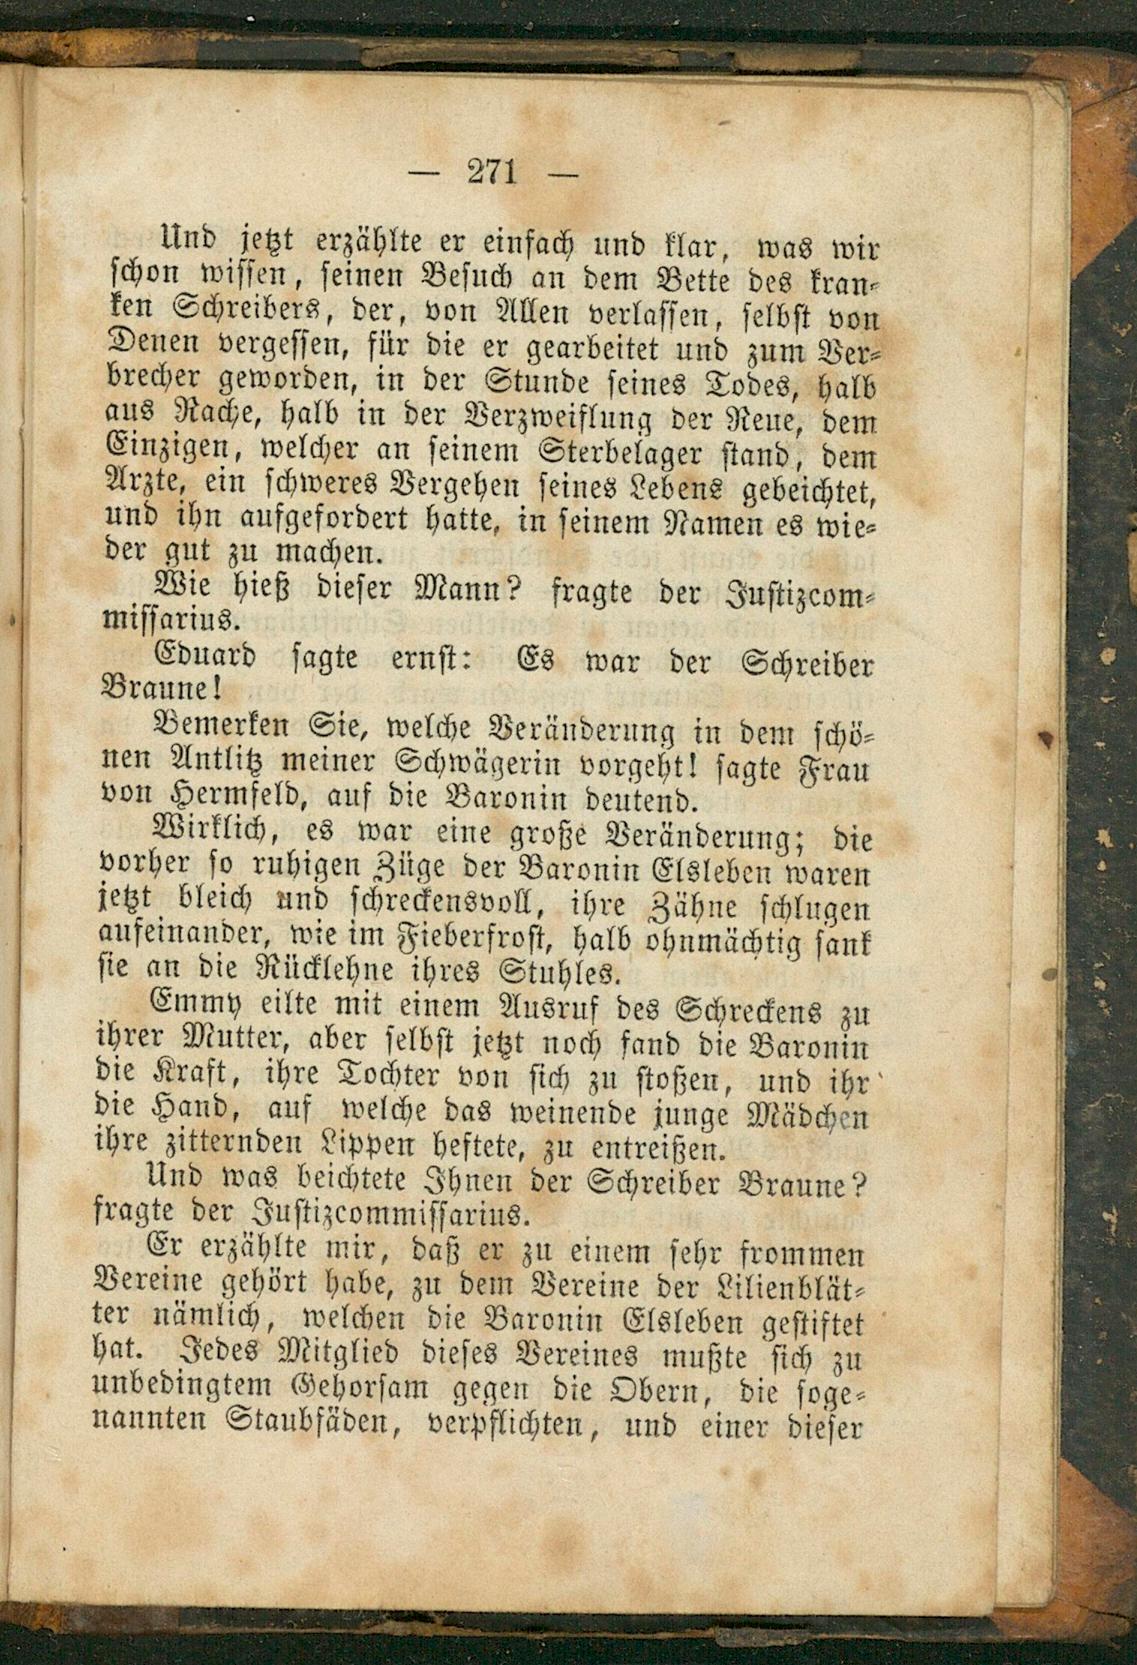 — 271 —
Und jetzt erzählte er einfach und klar, was wir
schon wissen, seinen Besuch an dem Bette des kran-
ken Schreibers, der, von Allen verlassen, selbst von
Denen vergessen, für die er gearbeitet und zum Ver-
brecher geworden, in der Stunde seines Todes, halb
aus Rache, halb in der Verzweiflung der Reue, dem
Einzigen, welcher an seinem Sterbelager stand, dem
Arzte, ein schweres Vergehen seines Lebens gebeichtet,
und ihn aufgefordert hatte, in seinem Namen es wie-
der gut zu machen.
Wie hieß dieser Mann? fragte der Justizcom-
missarius.
Eduard sagte ernst: Es war der Schreiber
Braune!
Bemerken Sie, welche Veränderung in dem schö-
nen Antlitz meiner Schwägerin vorgeht! sagte Frau
von Hermfeld, auf die Baronin deutend.
Wirklich, es war eine große Veränderung; die
vorher so ruhigen Züge der Baronin Elsleben waren
jetzt bleich und schreckensvoll, ihre Zähne schlugen
aufeinander, wie im Fieberfrost, halb ohnmächtig sank
sie an die Rücklehne ihres Stuhles.
Emmy eilte mit einem Ausruf des Schreckens zu
ihrer Mutter, aber selbst jetzt noch fand die Baronin
die Kraft, ihre Tochter von sich zu stoßen, und ihr
die Hand, auf welche das weinende junge Mädchen
ihre zitternden Lippen heftete, zu entreißen.
Und was beichtete Ihnen der Schreiber Braune?
fragte der Justizcommissarius.
Er erzählte mir, daß er zu einem sehr frommen
Vereine gehört habe, zu dem Vereine der Lilienblät-
ter nämlich, welchen die Baronin Elsleben gestiftet
hat. Jedes Mitglied dieses Vereines mußte sich zu
unbedingtem Gehorsam gegen die Obern, die soge-
nannten Staubfäden, verpflichten, und einer dieser